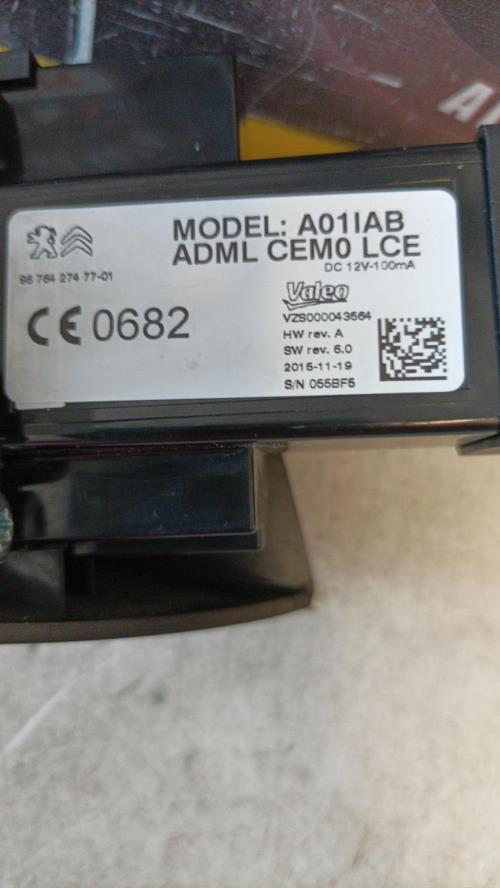 MODEL: A01IAB
ADML CEM0 LCE
DC 12V-100mA
96 764 274 77-01
CE 0682
Valeo
VZS000043564
HW rev. A
SW rev. 6.0
2015-11-19
S/N 055BF5